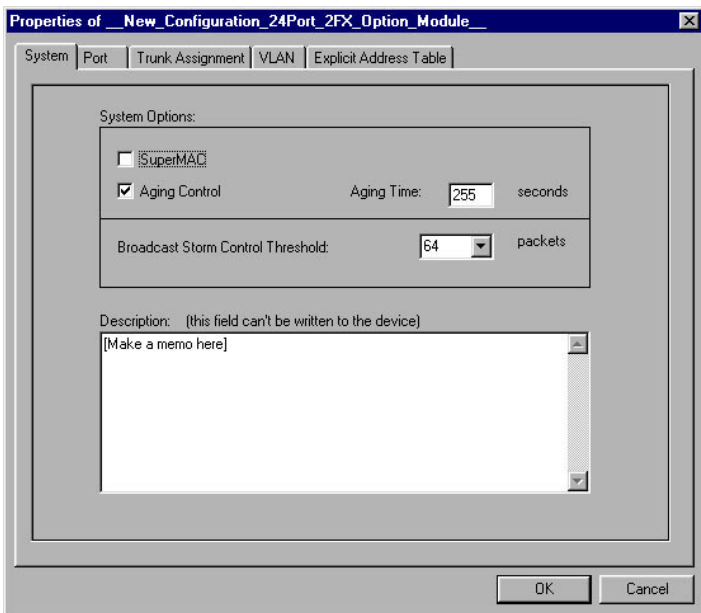 Properties of __New_Configuration_24Port_2FX_Option_Module__
System Port Trunk Assignment VLAN Explicit Address Table
System Options:
SuperMAC
Aging Control Aging Time: 255 seconds
Broadcast Storm Control Threshold: 64 packets
Description: (this field can't be written to the device)
[Make a memo here]
OK Cancel